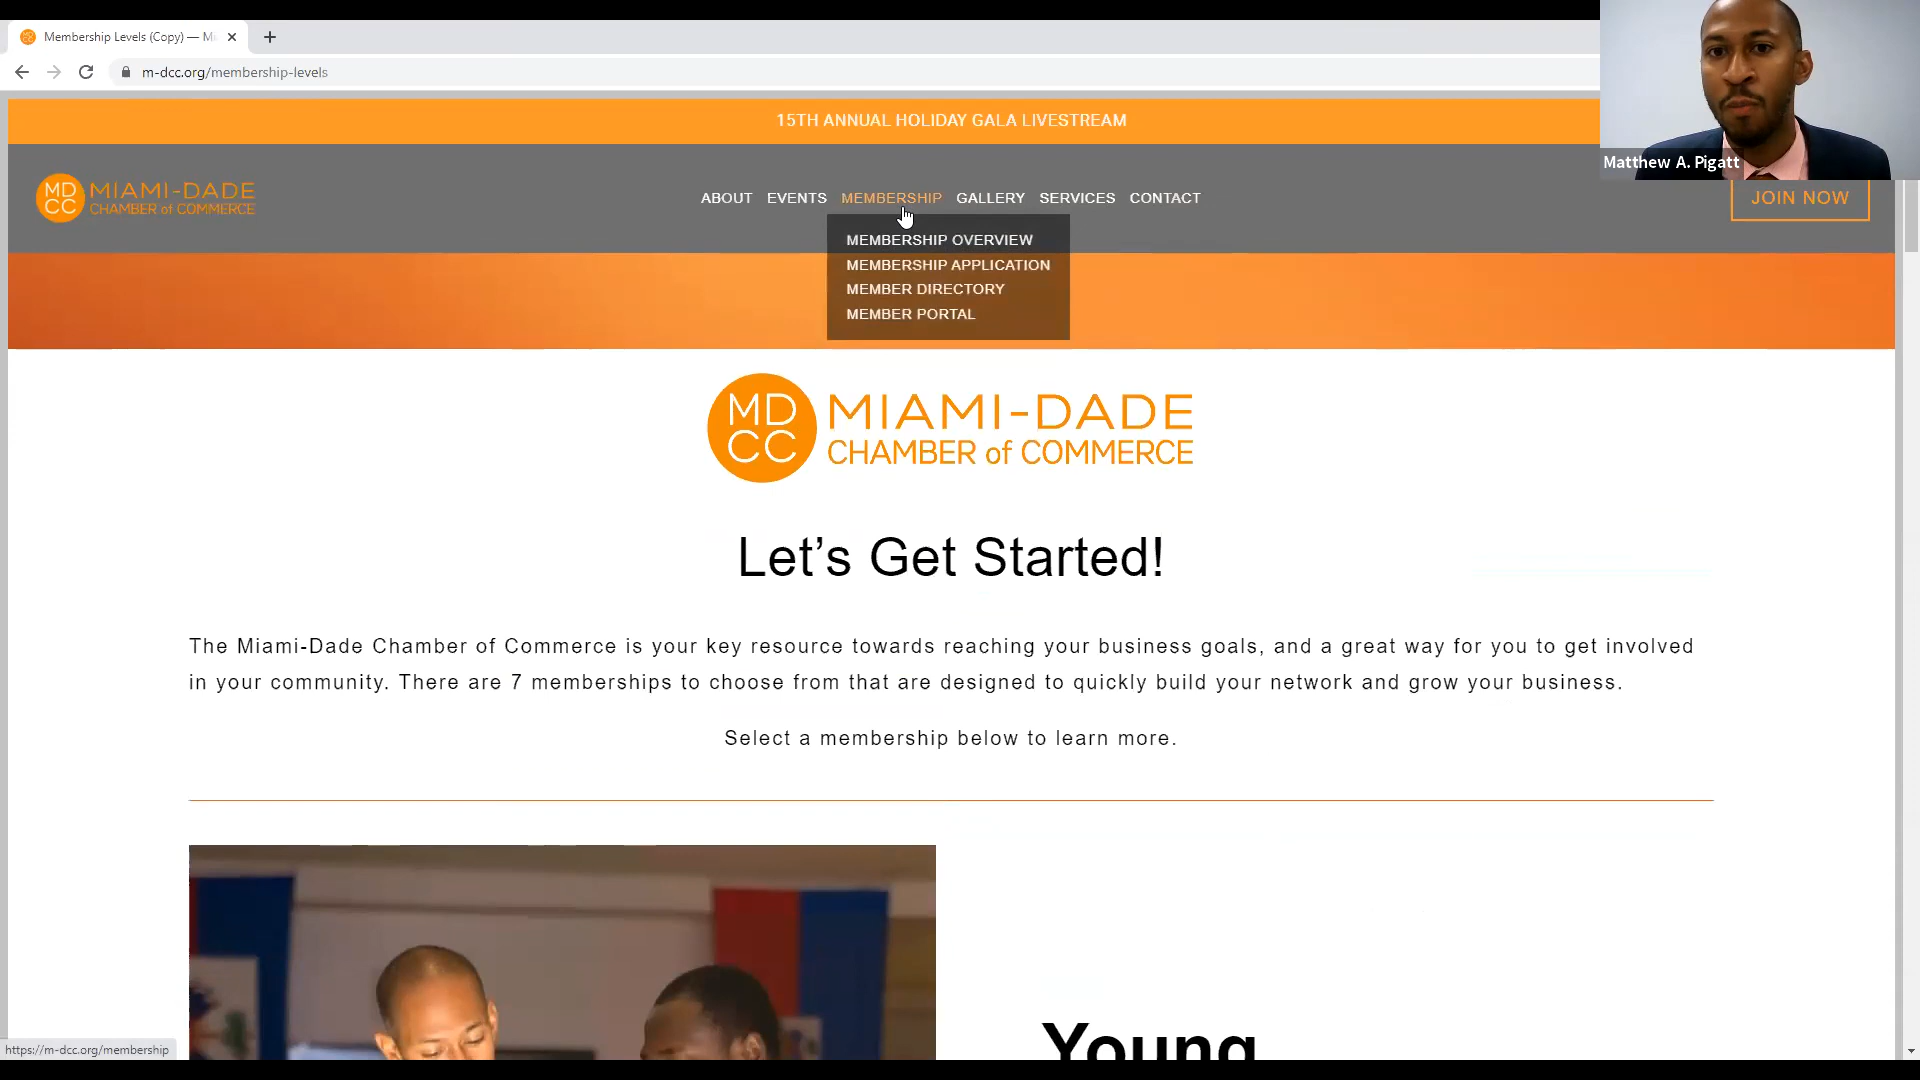 Membership Levels (Copy) — M
m-dcc.org/membership-levels
15TH ANNUAL HOLIDAY GALA LIVESTREAM
Matthew A. Pigatt
MD
CC
MIAMI-DADE
CHAMBER of COMMERCE
ABOUT EVENTS MEMBERSHIP GALLERY SERVICES CONTACT
JOIN NOW
MEMBERSHIP OVERVIEW
MEMBERSHIP APPLICATION
MEMBER DIRECTORY
MEMBER PORTAL
MD
CC
MIAMI-DADE
CHAMBER of COMMERCE
Let’s Get Started!
The Miami-Dade Chamber of Commerce is your key resource towards reaching your business goals, and a great way for you to get involved
in your community. There are 7 memberships to choose from that are designed to quickly build your network and grow your business.
Select a membership below to learn more.
Young
https://m-dcc.org/membership